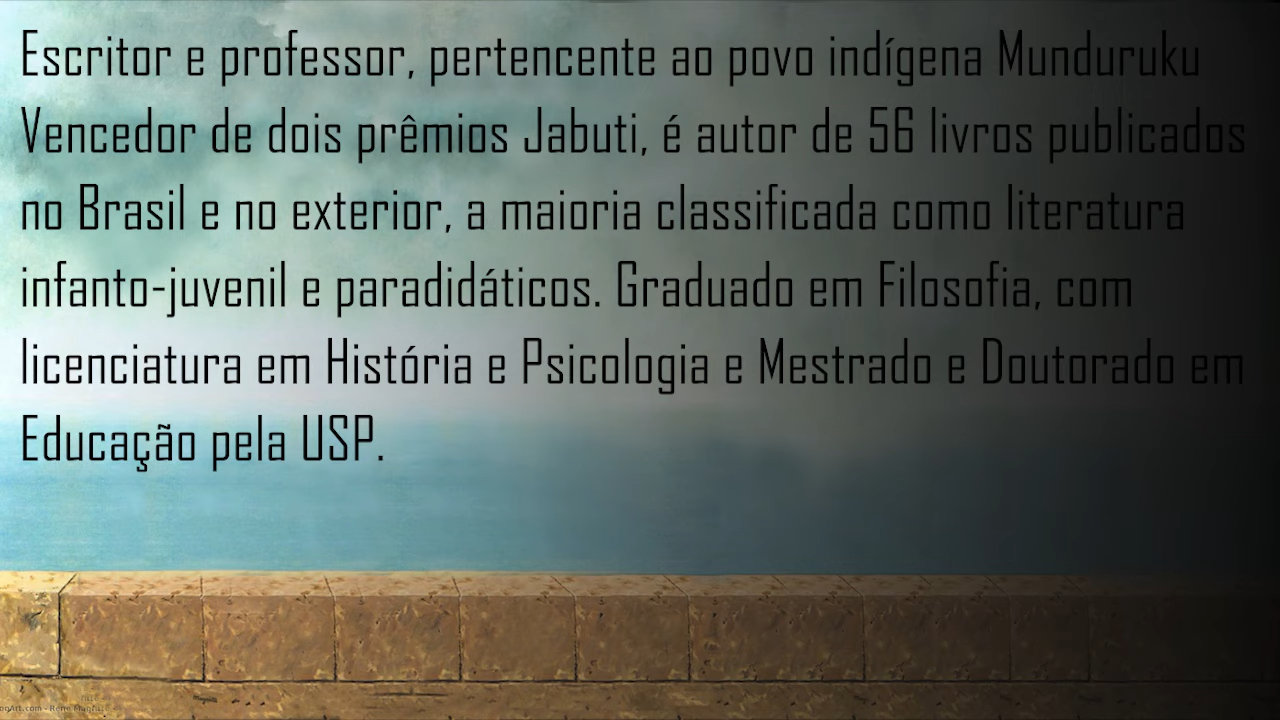 Escritor e professor, pertencente ao povo indígena Munduruku
Vencedor de dois prêmios Jabuti, é autor de 56 livros publicados
no Brasil e no exterior, a maioria classificada como literatura
infanto-juvenil e paradidáticos. Graduado em Filosofia, com
licenciatura em História e Psicologia e Mestrado e Doutorado em
Educação pela USP.